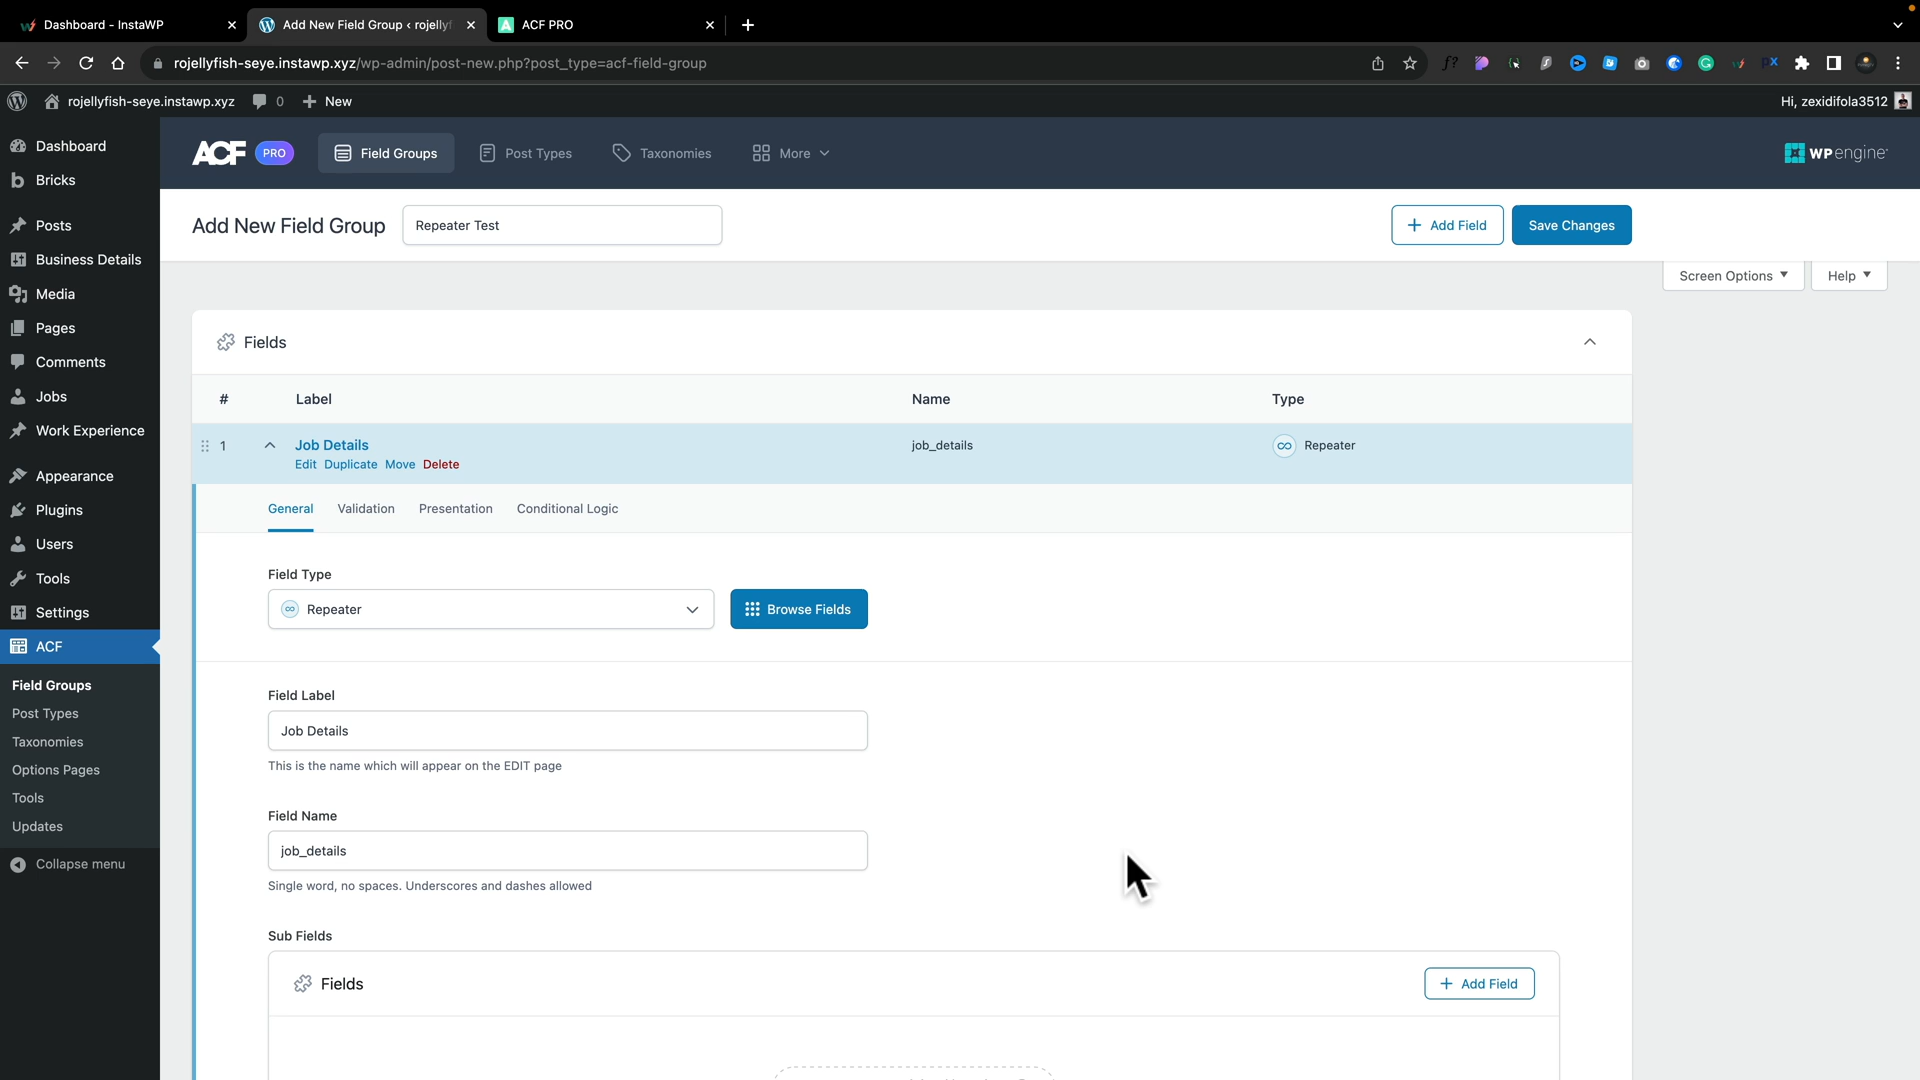 Dashboard - InstaWP
Add New Field Group ‹ rojellyf
ACF PRO
rojellyfish-seye.instawp.xyz/wp-admin/post-new.php?post_type=acf-field-group
rojellyfish-seye.instawp.xyz
0
New
Hi, zexidifola3512
Dashboard
Bricks
Posts
Business Details
Media
Pages
Comments
Jobs
Work Experience
Appearance
Plugins
Users
Tools
Settings
ACF
Field Groups
Post Types
Taxonomies
Options Pages
Tools
Updates
Collapse menu
ACF PRO
Field Groups
Post Types
Taxonomies
More
WP engine
Add New Field Group
Repeater Test
Add Field
Save Changes
Screen Options
Help
Fields
# Label Name Type
1 Job Details job_details Repeater
Edit Duplicate Move Delete
General Validation Presentation Conditional Logic
Field Type
Repeater
Browse Fields
Field Label
Job Details
This is the name which will appear on the EDIT page
Field Name
job_details
Single word, no spaces. Underscores and dashes allowed
Sub Fields
Fields
Add Field